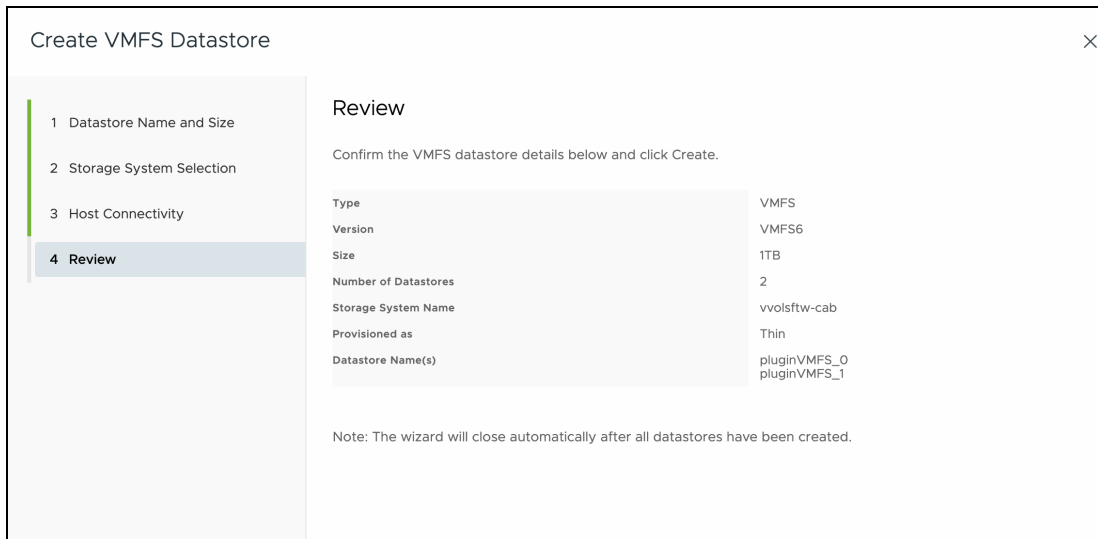 Create VMFS Datastore
1 Datastore Name and Size
2 Storage System Selection
3 Host Connectivity
4 Review
Review
Confirm the VMFS datastore details below and click Create.
Type VMFS
Version VMFS6
Size 1TB
Number of Datastores 2
Storage System Name vvolsftw-cab
Provisioned as Thin
Datastore Name(s) pluginVMFS_0
pluginVMFS_1
Note: The wizard will close automatically after all datastores have been created.